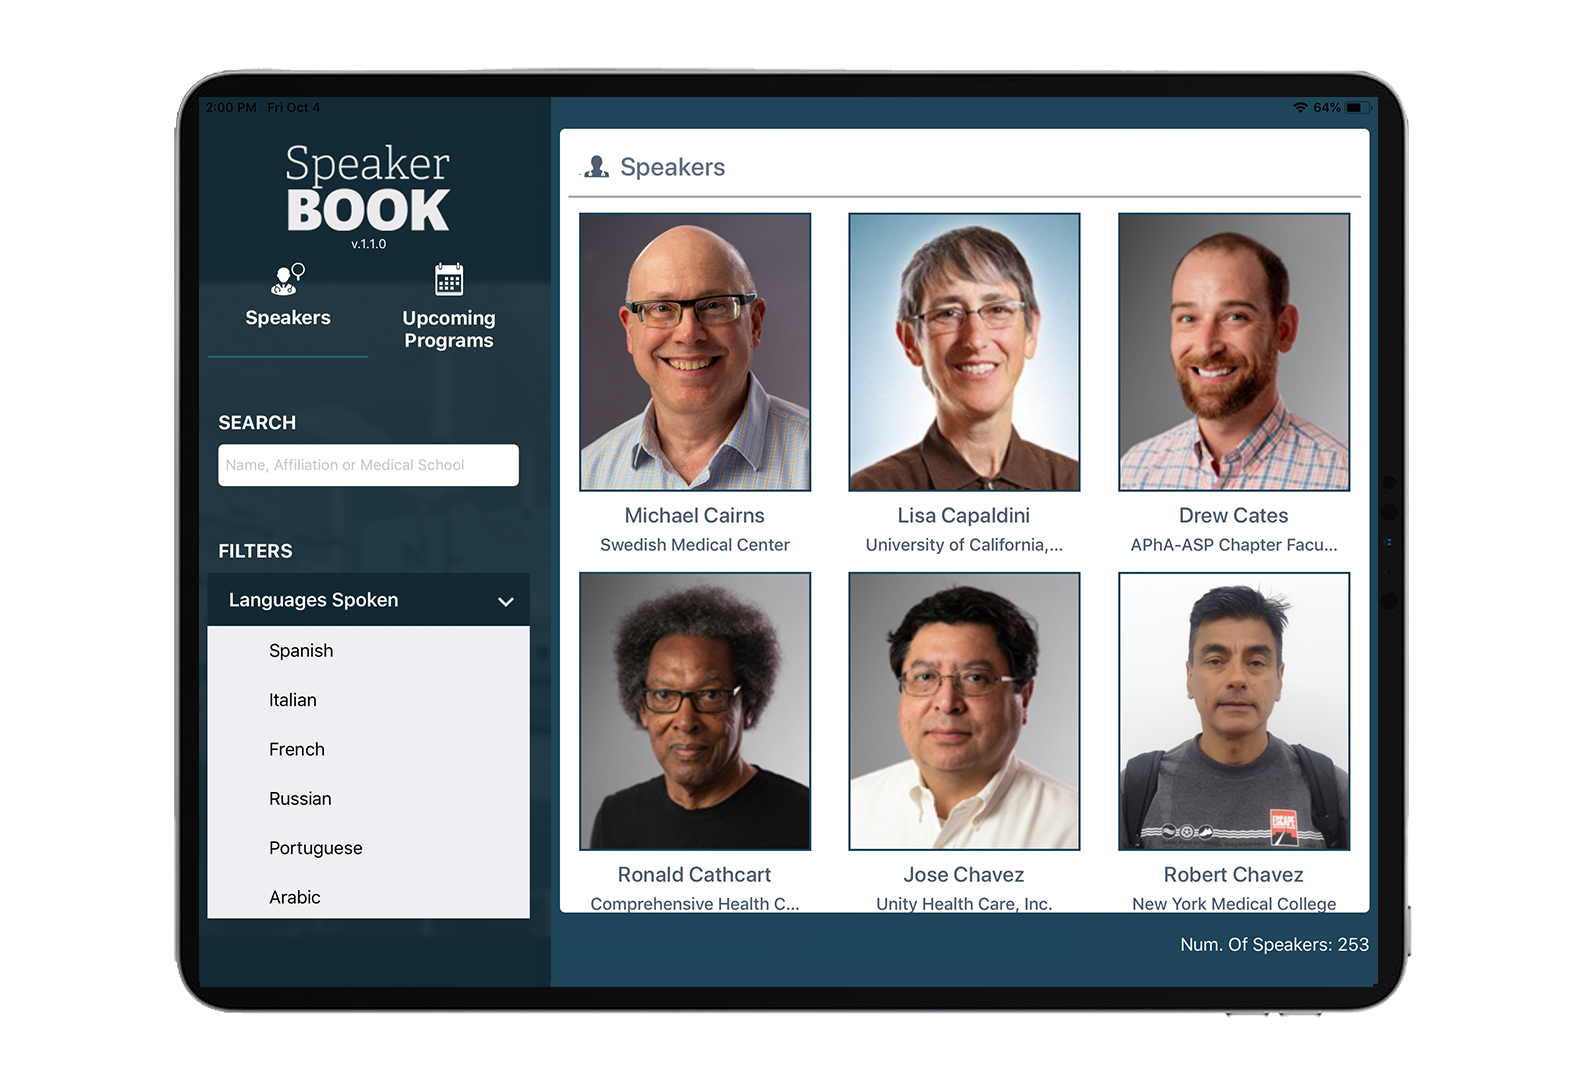 2:00 PM Fri Oct 4
64%
Speaker
BOOK
v.1.1.0
Speakers
Upcoming
Programs
SEARCH
Name, Affiliation or Medical School
FILTERS
Languages Spoken
Spanish
Italian
French
Russian
Portuguese
Arabic
Speakers
Michael Cairns
Lisa Capaldini
Drew Cates
Swedish Medical Center
University of California,...
APhA-ASP Chapter Facu...
ESCAPE
Ronald Cathcart
Jose Chavez
Robert Chavez
Comprehensive Health C...
Unity Health Care, Inc.
New York Medical College
Num. Of Speakers: 253